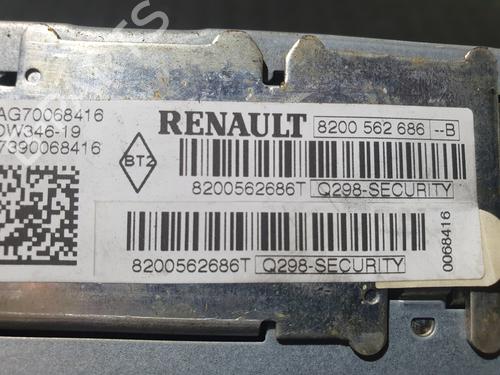 AG70068416
DW346-19
7390068416
RENAULT 8200 562 686 --B
BT2
8200562686T Q298-SECURITY
8200562686T Q298-SECURITY
0068416